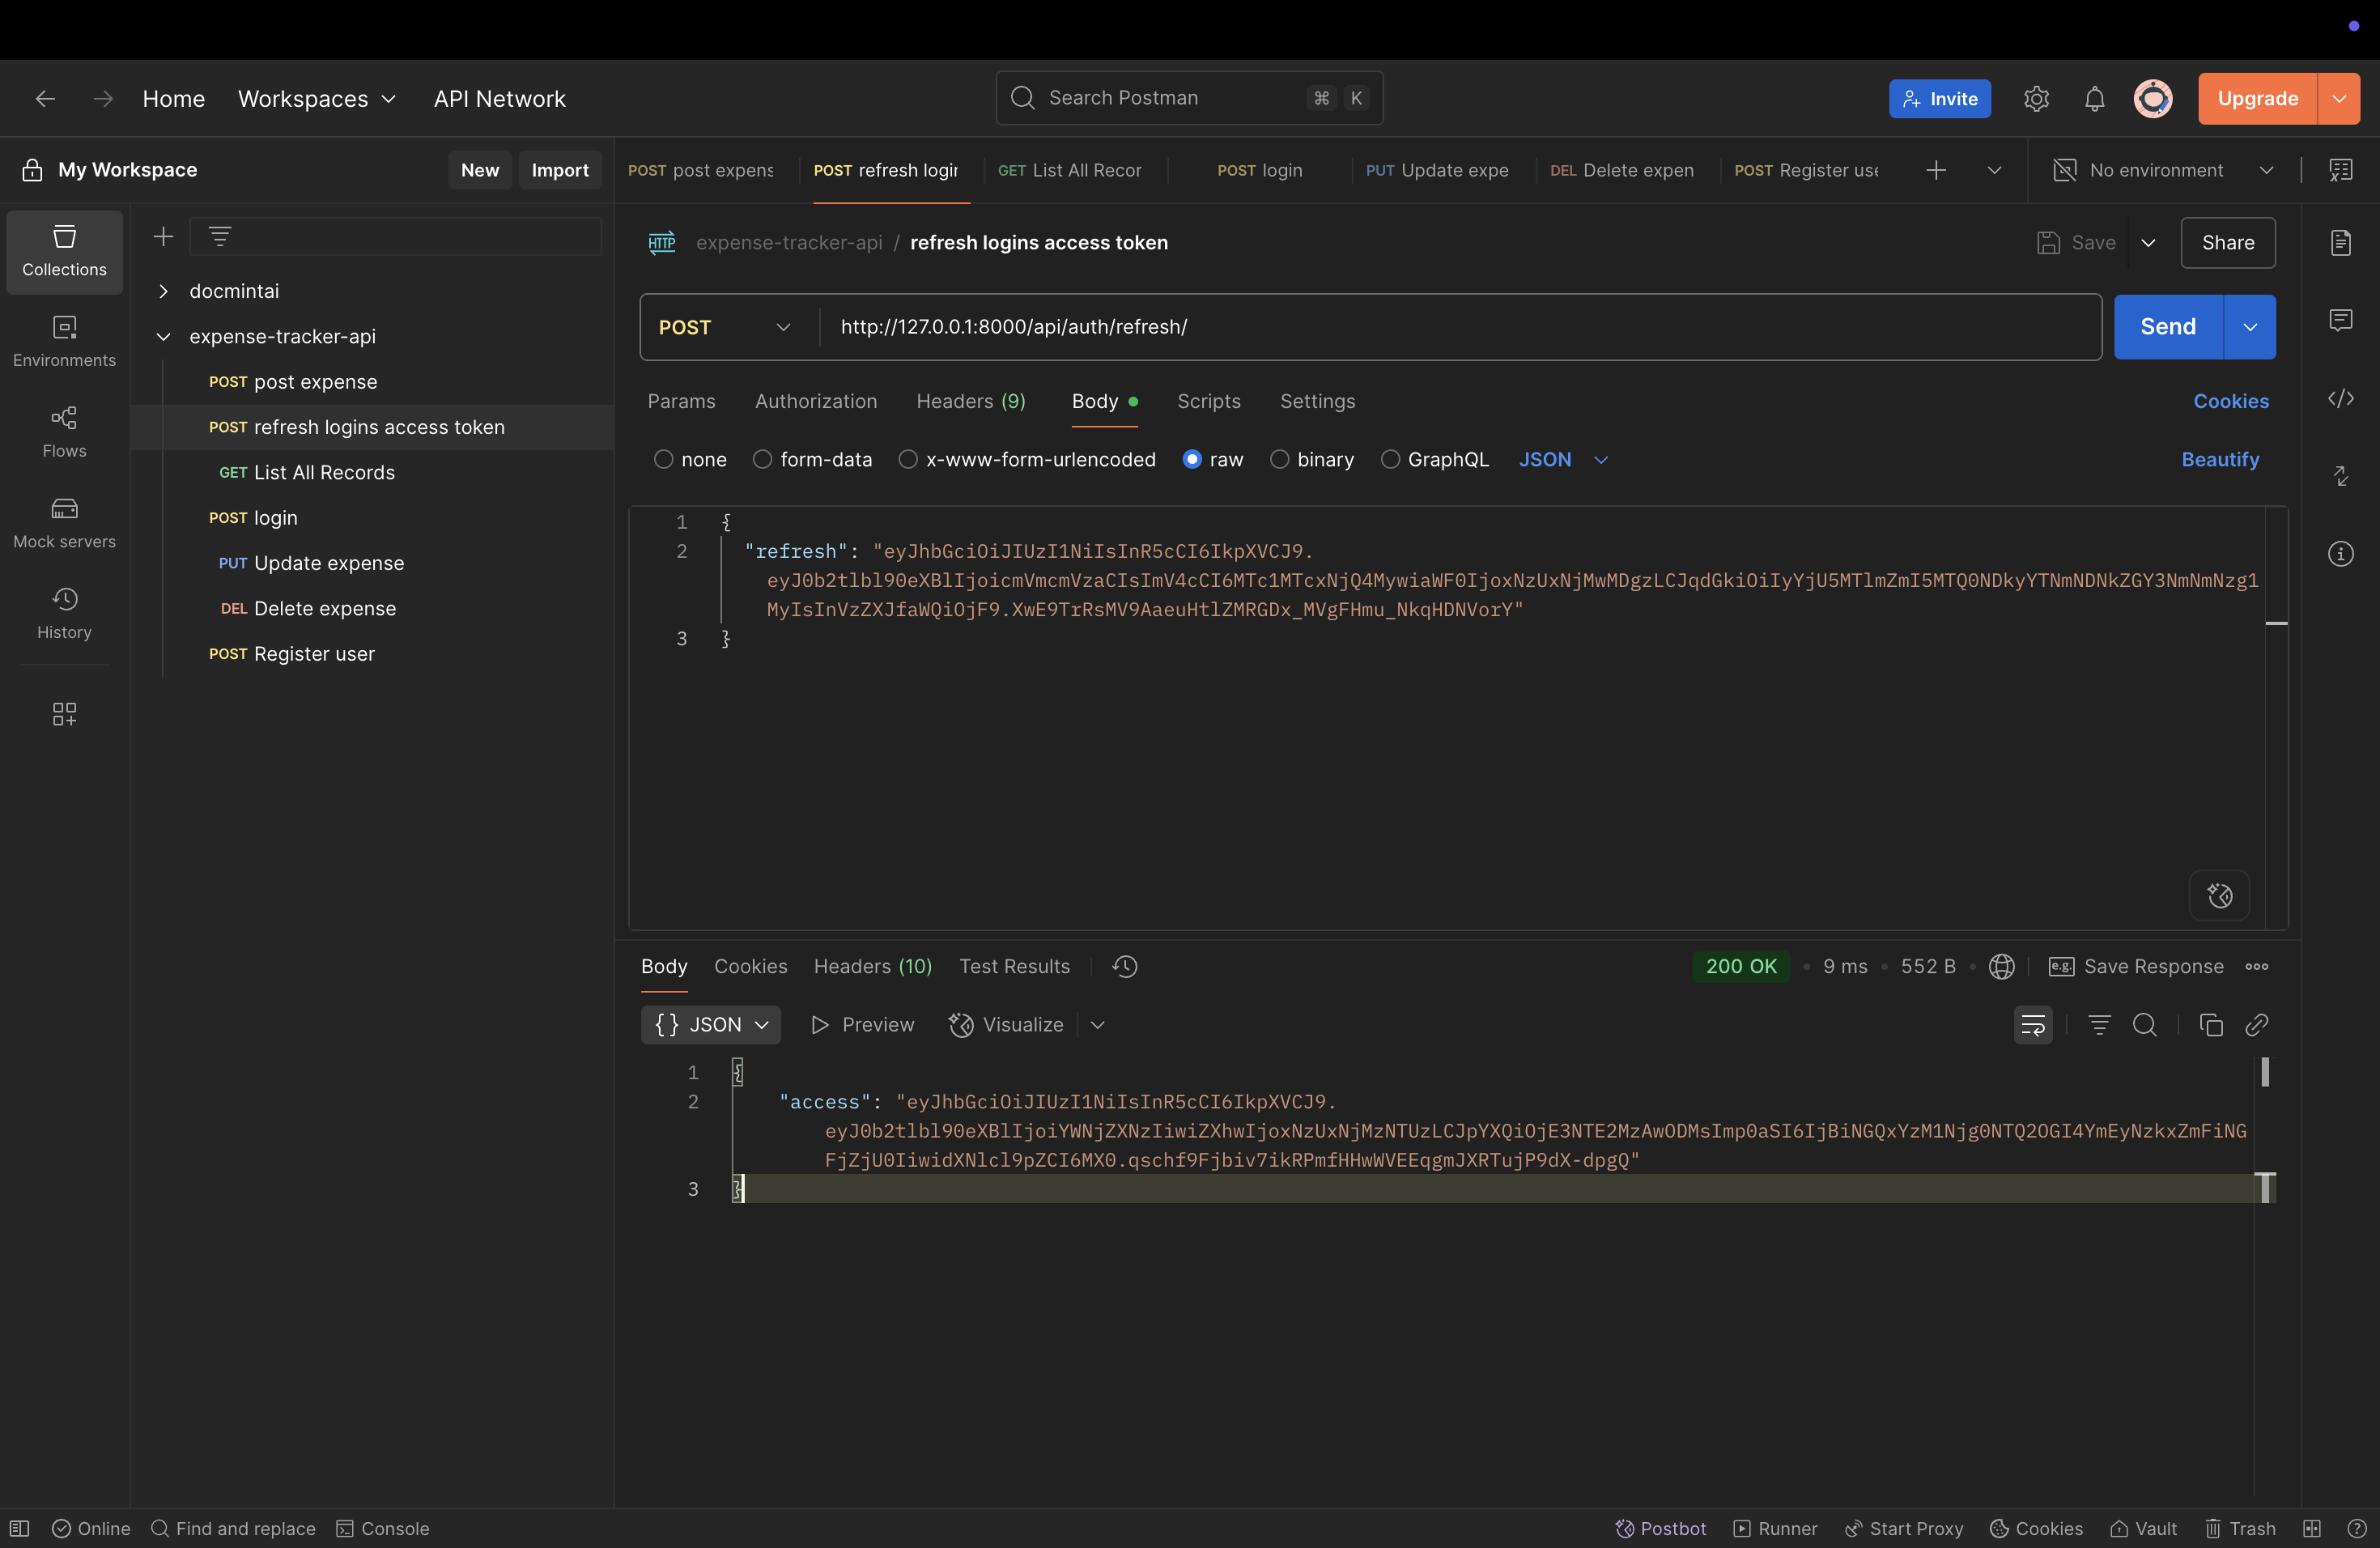 Home
Workspaces
API Network
Search Postman
⌘ K
Invite
Upgrade
My Workspace
New
Import
POST post expens
POST refresh login
GET List All Recor
POST login
PUT Update expe
DEL Delete expen
POST Register use
No environment
Collections
Environments
Flows
Mock servers
History
docmintai
expense-tracker-api
POST post expense
POST refresh logins access token
GET List All Records
POST login
PUT Update expense
DEL Delete expense
POST Register user
HTTP expense-tracker-api / refresh logins access token
Save
Share
POST
http://127.0.0.1:8000/api/auth/refresh/
Send
Params
Authorization
Headers (9)
Body
Scripts
Settings
Cookies
none
form-data
x-www-form-urlencoded
raw
binary
GraphQL
JSON
Beautify
1 {
2 "refresh": "eyJhbGciOiJIUzI1NiIsInR5cCI6IkpXVCJ9.
eyJ0b2tlbl90eXBlIjoicmVmcmVzaCIsImV4cCI6MTc1MTcxNjQ4MywiaWF0IjoxNzUxNjMwMDgzLCJqdGkiOiIyYjU5MTlmZmI5MTQ0NDkyYTNmNDNkZGY3NmNmNzg1
MyIsInVzZXJfaWQiOjF9.XwE9TrRsMV9AaeuHtlZMRGDx_MVgFHmu_NkqHDNVorY"
3 }
Body
Cookies
Headers (10)
Test Results
200 OK
9 ms
552 B
e.g.
Save Response
{} JSON
Preview
Visualize
1 {
2 "access": "eyJhbGciOiJIUzI1NiIsInR5cCI6IkpXVCJ9.
eyJ0b2tlbl90eXBlIjoiYWNjZXNzIiwiZXhwIjoxNzUxNjMzNTUzLCJpYXQiOjE3NTE2MzAwODMsImp0aSI6IjBiNGQxYzM1Njg0NTQ2OGI4YmEyNzkxZmFiNG
FjZjU0IiwidXNlcl9pZCI6MX0.qschf9Fjbiv7ikRPmfHHwWVEEqgmJXRTujP9dX-dpgQ"
3 }
Online
Find and replace
Console
Postbot
Runner
Start Proxy
Cookies
Vault
Trash